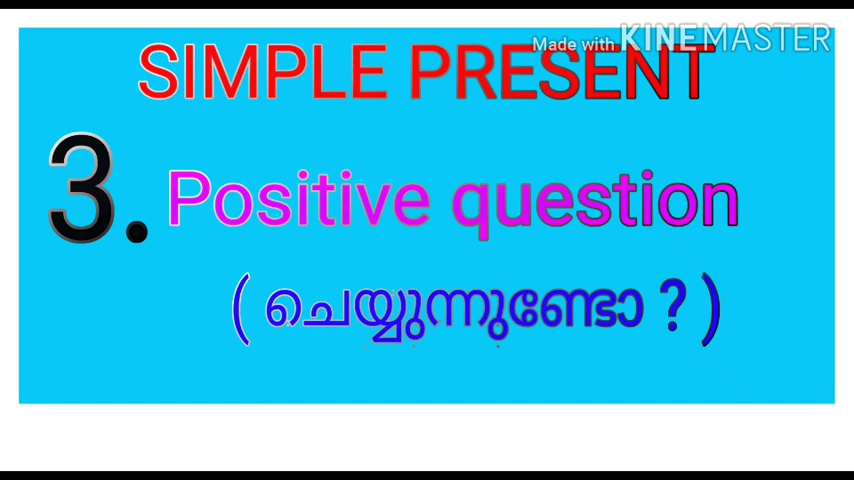 Made with KINEMASTER
SIMPLE PRESENT
3. Positive question
( ചെയ്യുന്നുണ്ടോ ? )